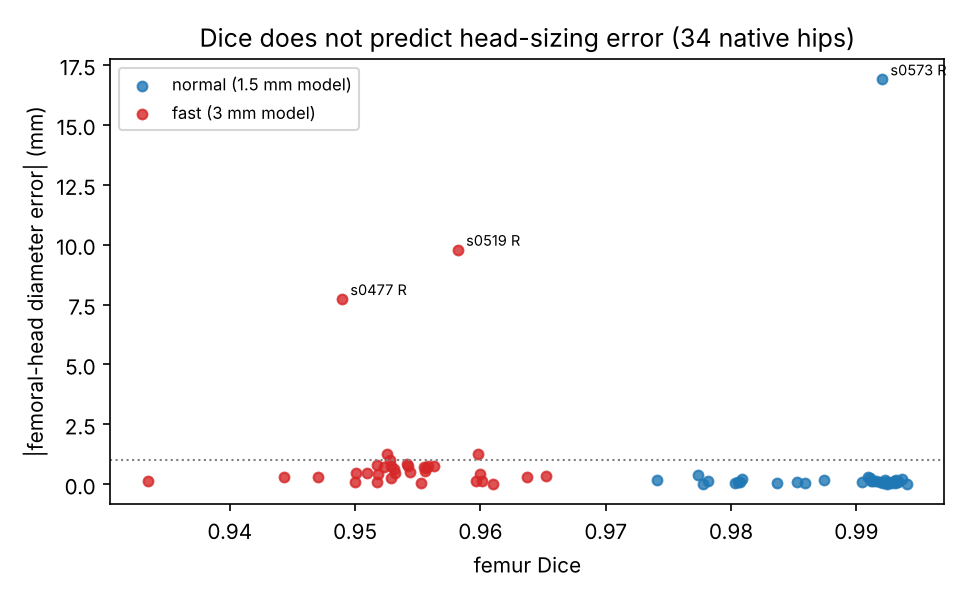 Dice does not predict head-sizing error (34 native hips)
17.5
15.0
12.5
10.0
7.5
5.0
2.5
0.0
|femoral-head diameter error| (mm)
normal (1.5 mm model)
fast (3 mm model)
s0573 R
s0519 R
s0477 R
0.94 0.95 0.96 0.97 0.98 0.99
femur Dice